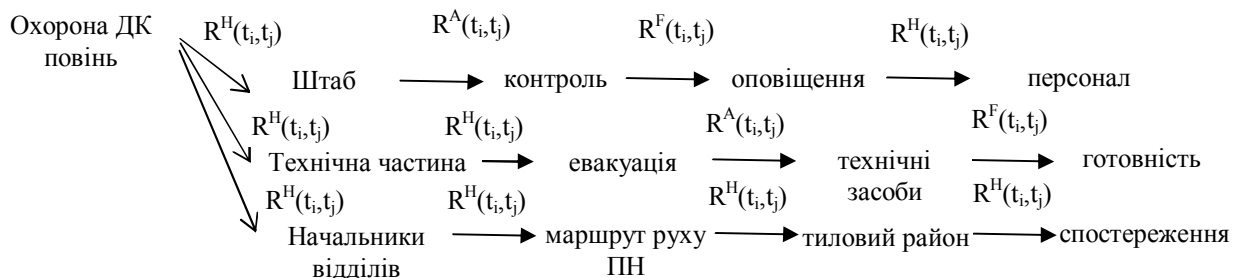 Охорона ДК
повінь
R^H(t_i,t_j) R^A(t_i,t_j) R^F(t_i,t_j) R^H(t_i,t_j)
Штаб контроль оповіщення персонал
R^H(t_i,t_j) R^H(t_i,t_j) R^A(t_i,t_j) R^F(t_i,t_j)
Технічна частина евакуація технічні засоби готовність
R^H(t_i,t_j) R^H(t_i,t_j) R^H(t_i,t_j) R^H(t_i,t_j)
Начальники відділів маршрут руху ПН тиловий район спостереження